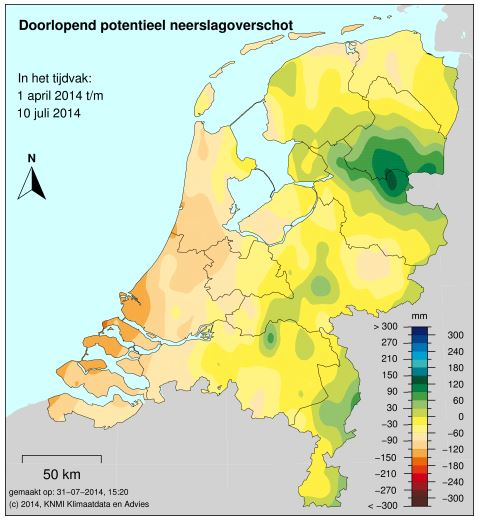 Doorlopend potentieel neerslagoverschot
In het tijdvak:
1 april 2014 t/m
10 juli 2014
N
mm
> 300
300
270
240
210
180
150
120
90
60
30
0
−30
−60
−90
−120
−150
−180
−210
−240
−270
−300
< −300
50 km
gemaakt op: 31−07−2014, 15:20
(c) 2014, KNMI Klimaatdata en Advies